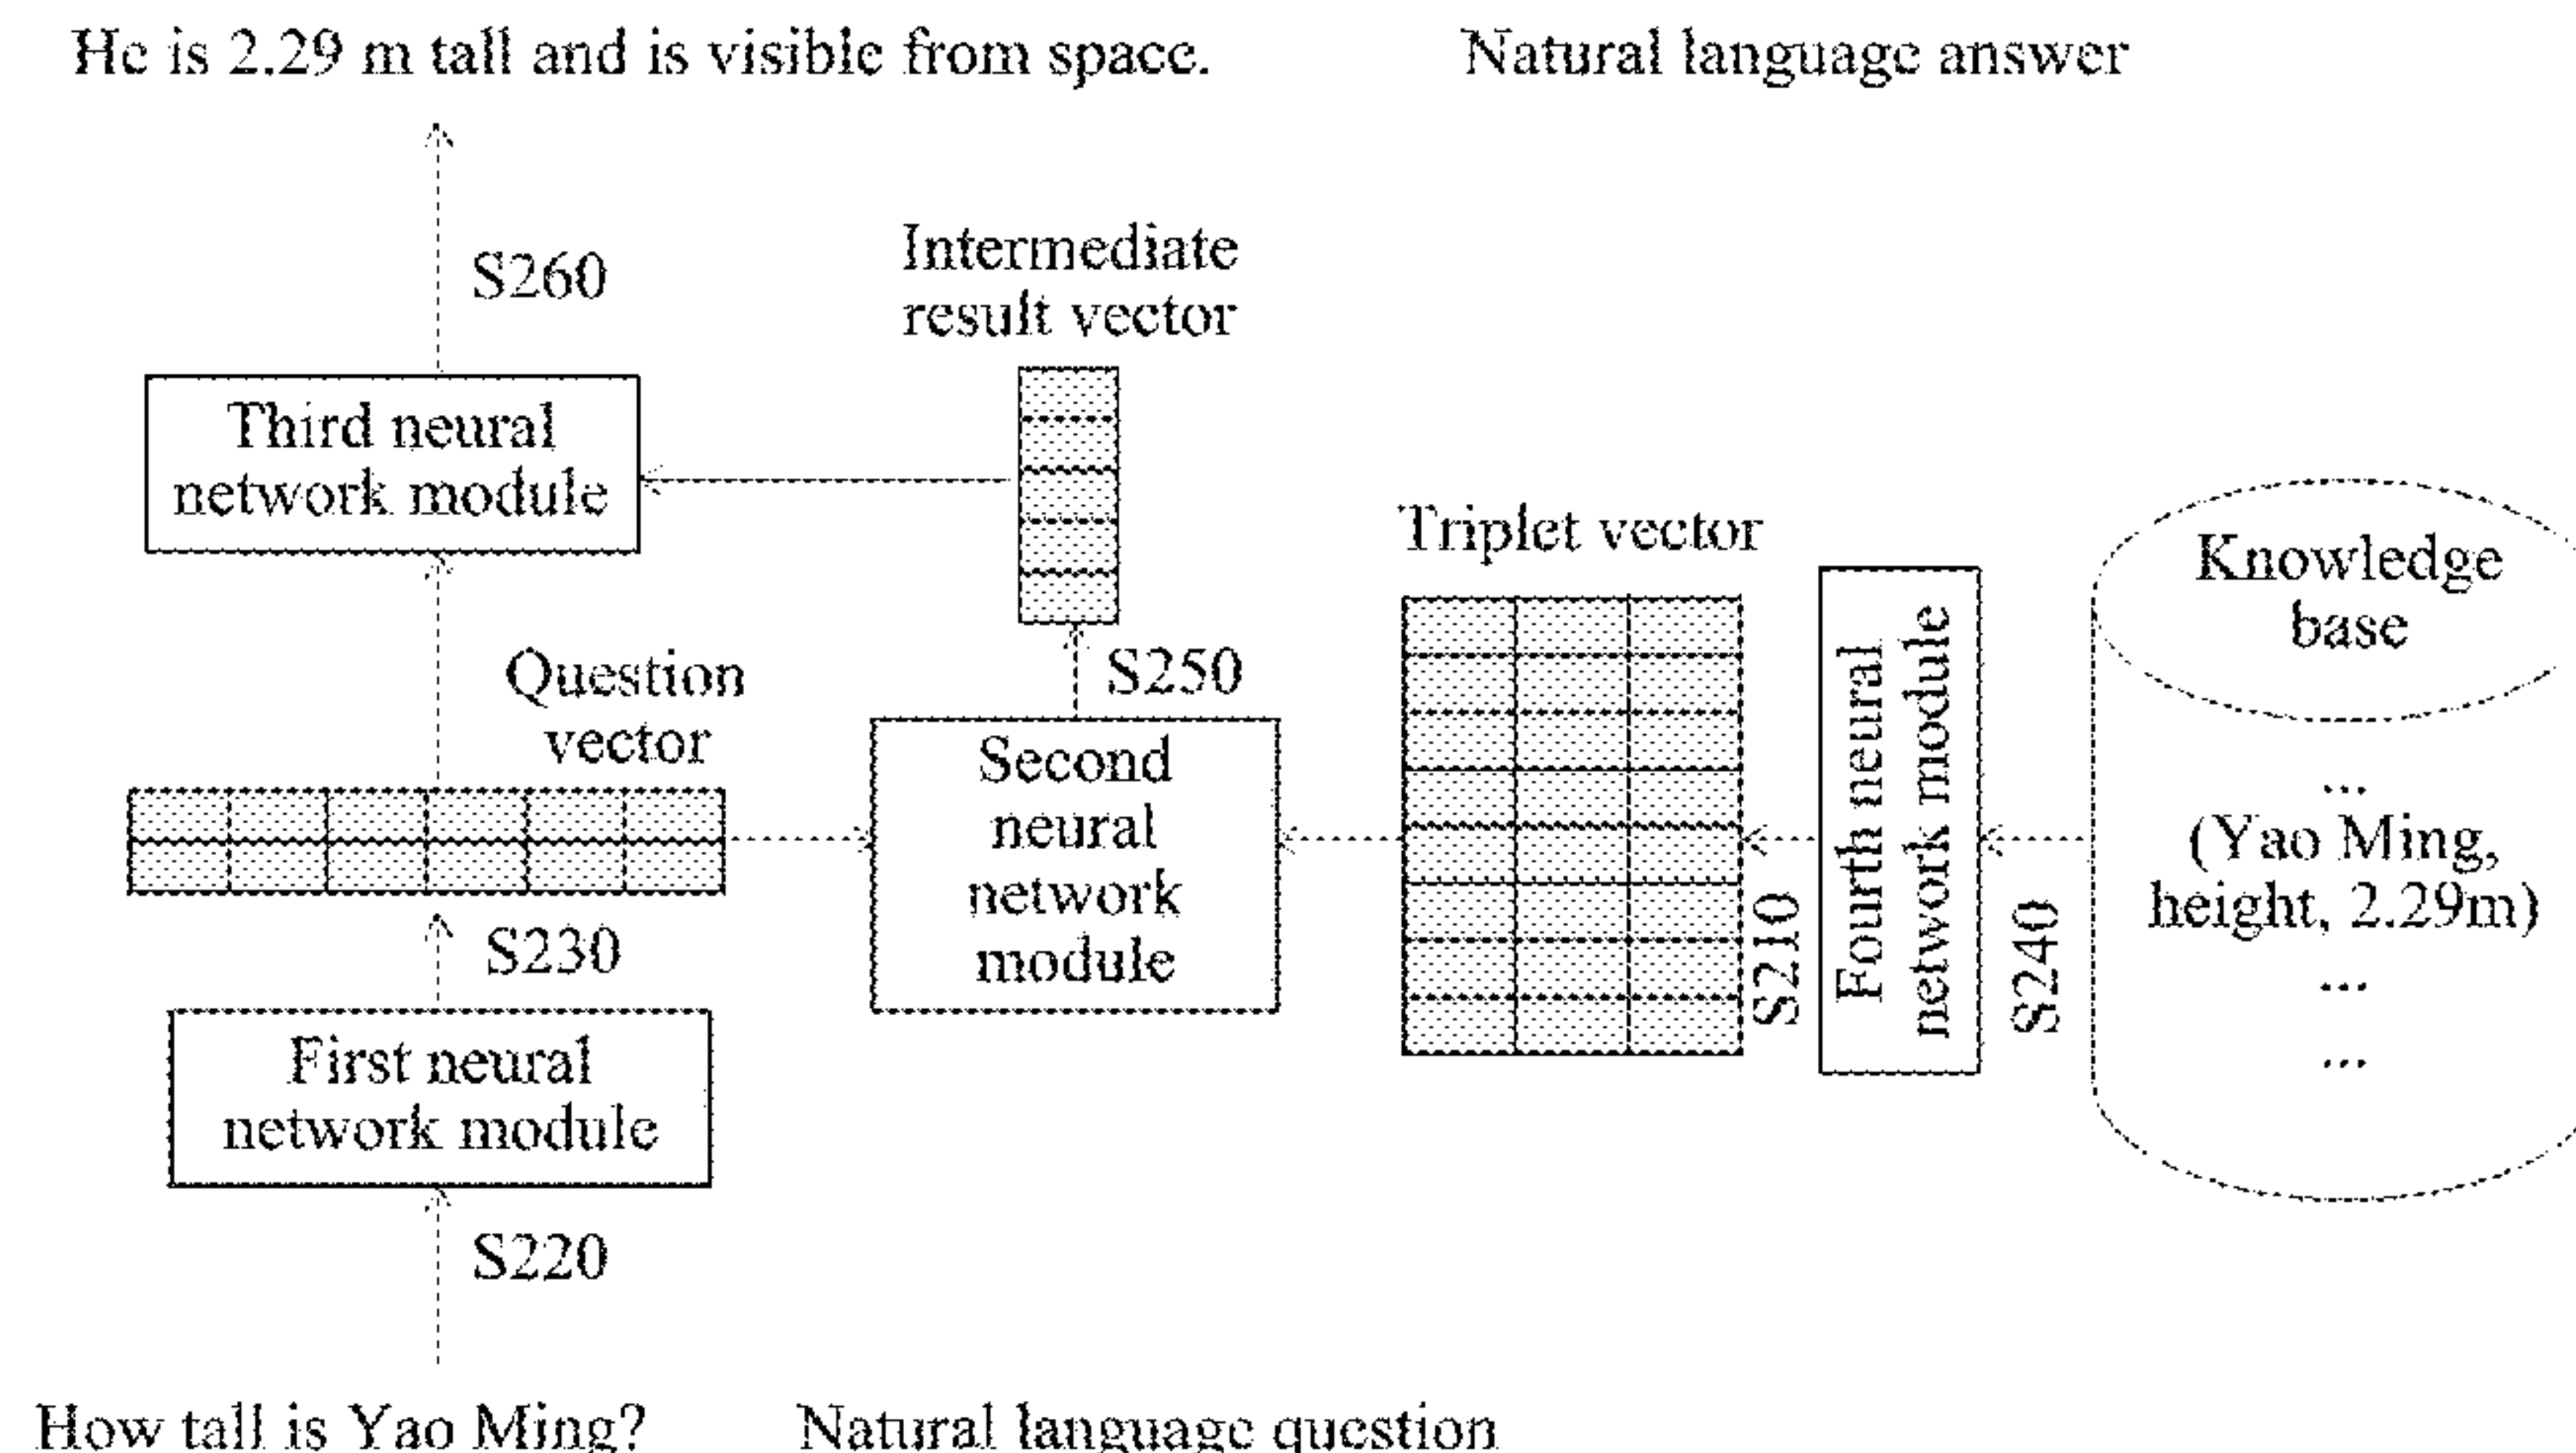 He is 2.29 m tall and is visible from space.
Natural language answer
S260
Intermediate
result vector
Third neural
network module
Triplet vector
Knowledge
base
Question
vector
S250
Second
neural
network
module
Fourth neural
network module
...
(Yao Ming,
height, 2.29m)
...
...
S210
S240
S230
First neural
network module
S220
How tall is Yao Ming?
Natural language question